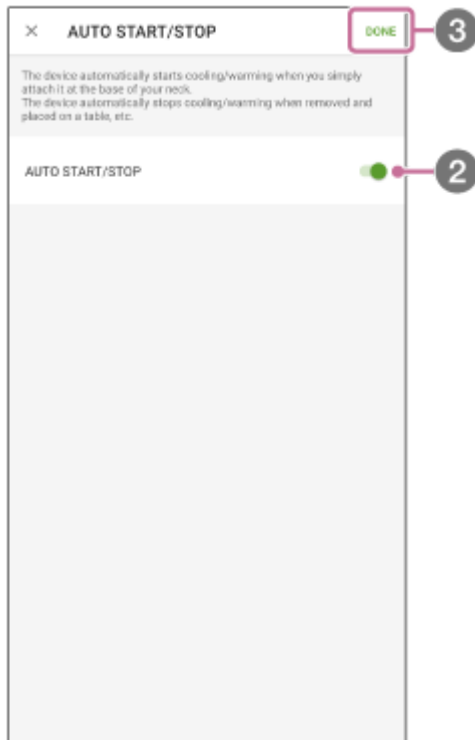 × AUTO START/STOP DONE 3
The device automatically starts cooling/warming when you simply
attach it at the base of your neck.
The device automatically stops cooling/warming when removed and
placed on a table, etc.
AUTO START/STOP 2